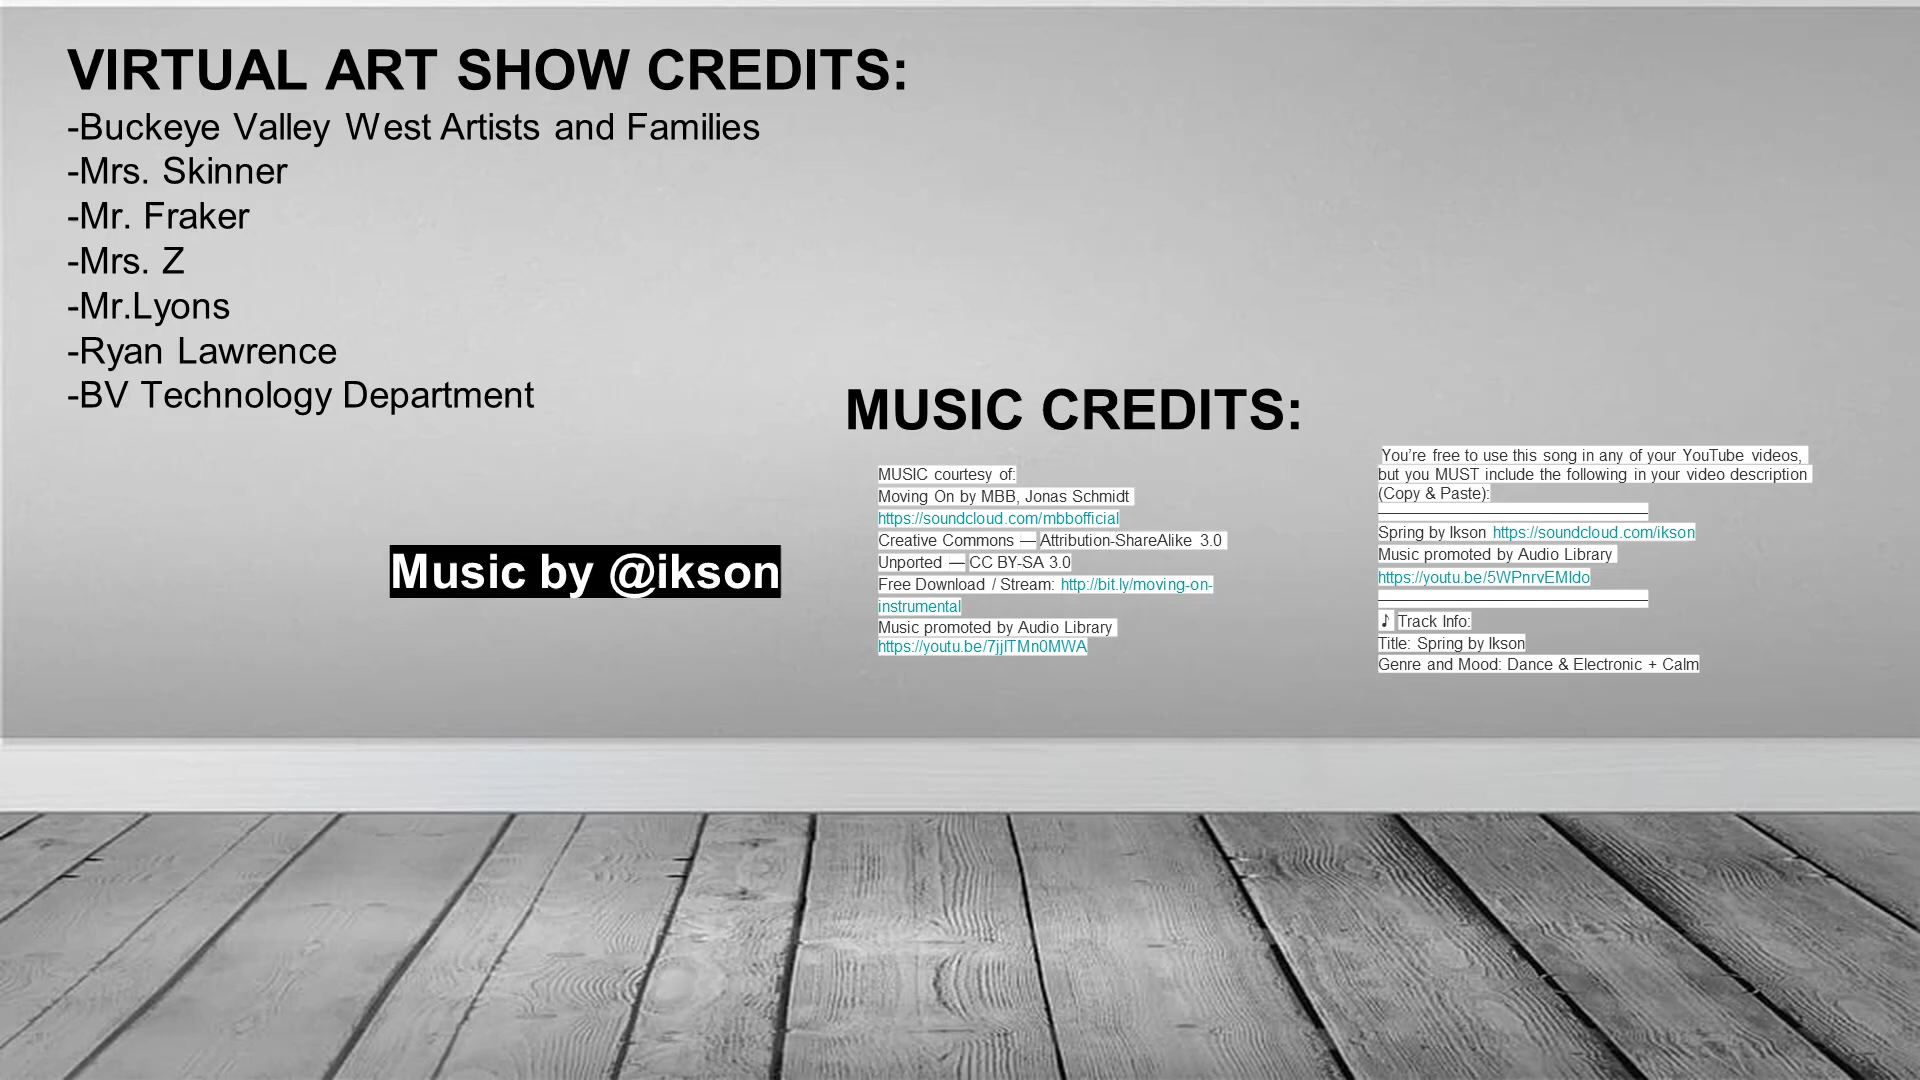 VIRTUAL ART SHOW CREDITS:
-Buckeye Valley West Artists and Families
-Mrs. Skinner
-Mr. Fraker
-Mrs. Z
-Mr.Lyons
-Ryan Lawrence
-BV Technology Department
Music by @ikson
MUSIC CREDITS:
MUSIC courtesy of:
Moving On by MBB, Jonas Schmidt
https://soundcloud.com/mbbofficial
Creative Commons — Attribution-ShareAlike 3.0
Unported — CC BY-SA 3.0
Free Download / Stream: http://bit.ly/moving-on-
instrumental
Music promoted by Audio Library
https://youtu.be/7jjlTMn0MWA
You’re free to use this song in any of your YouTube videos,
but you MUST include the following in your video description
(Copy & Paste):
Spring by Ikson https://soundcloud.com/ikson
Music promoted by Audio Library
https://youtu.be/5WPnrvEMIdo
♪ Track Info:
Title: Spring by Ikson
Genre and Mood: Dance & Electronic + Calm